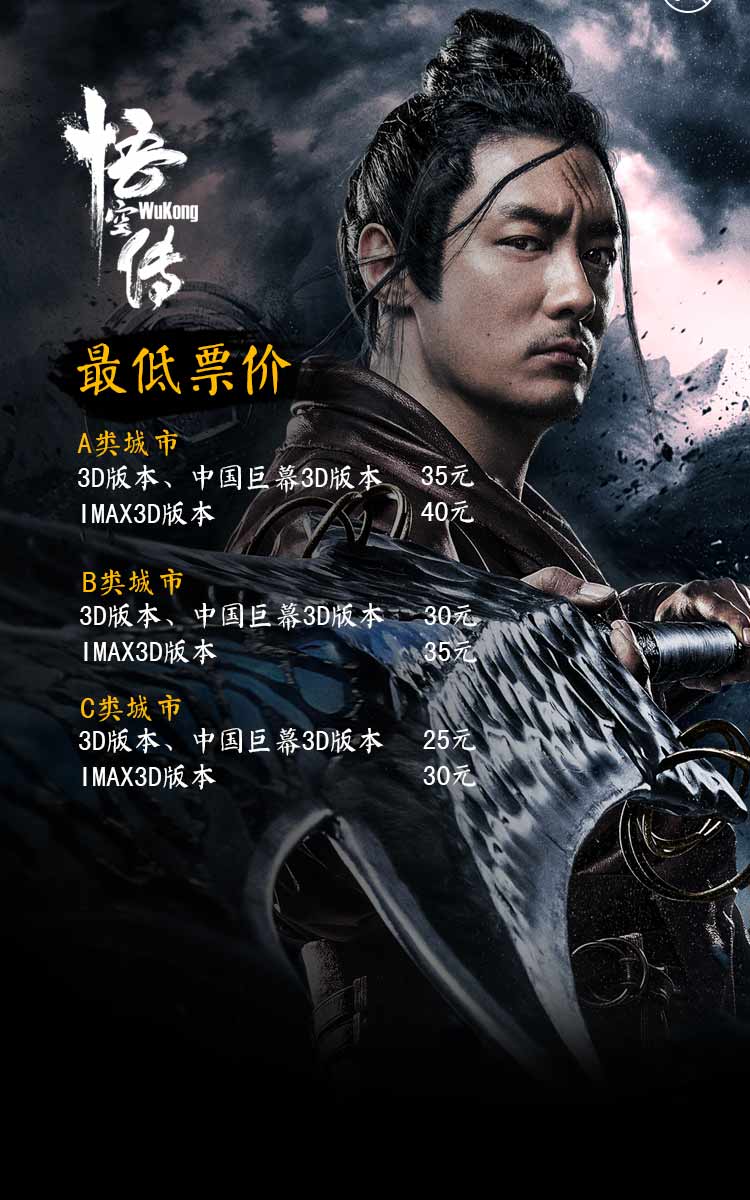 悟空传
WuKong
最低票价
A类城市
3D版本、中国巨幕3D版本 35元
IMAX3D版本 40元
B类城市
3D版本、中国巨幕3D版本 30元
IMAX3D版本 35元
C类城市
3D版本、中国巨幕3D版本 25元
IMAX3D版本 30元